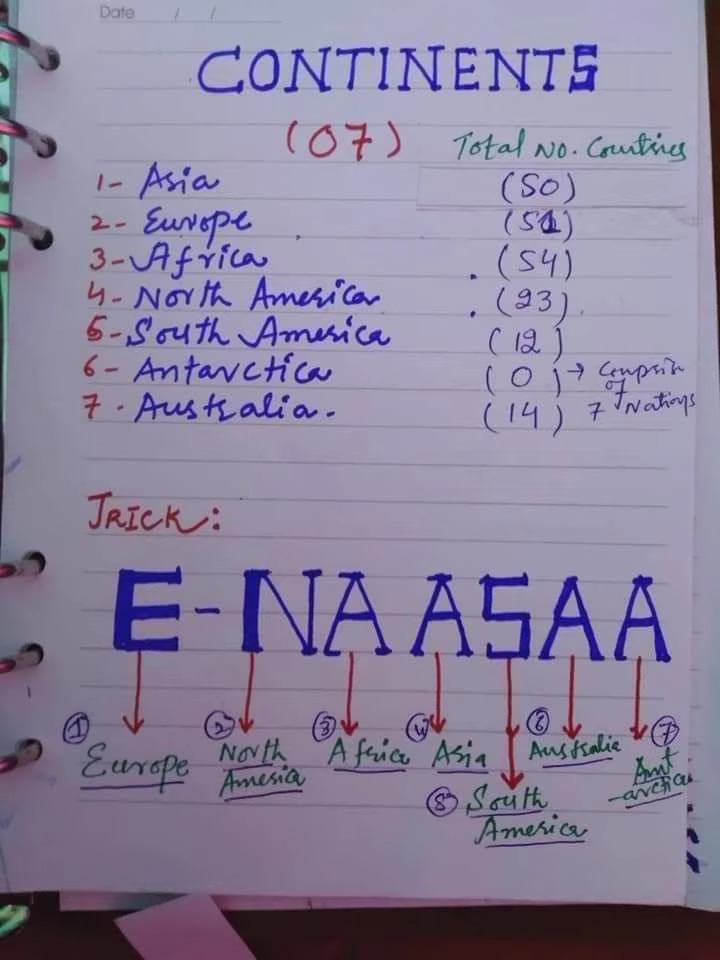 Date / /
CONTINENTS
(07) Total No. Countries
1- Asia (50)
2- Europe (51)
3- Africa (54)
4- North America (23)
5- South America (12)
6- Antarctica (0) →
of
7. Australia. (14) 7 Nations
TRICK:
E-NAASAA
1 Europe
2 North America
3 Africa
4 Asia
5 South America
6 Australia
7 Ant-arctica